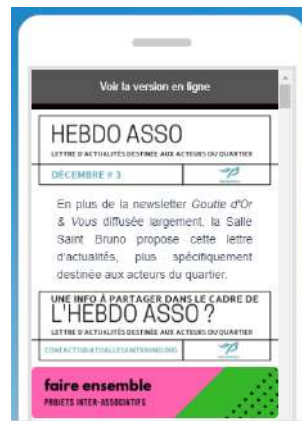 Voir la version en ligne
HEBDO ASSO
LETTRE D'ACTUALITÉS DESTINÉE AUX ACTEURS DU QUARTIER
DÉCEMBRE # 3
En plus de la newsletter Goutte d'Or
& Vous diffusée largement, la Salle
Saint Bruno propose cette lettre
d'actualités, plus spécifiquement
destinée aux acteurs du quartier.
UNE INFO À PARTAGER DANS LE CADRE DE
L'HEBDO ASSO ?
LETTRE D'ACTUALITÉS DESTINÉE AUX ACTEURS DU QUARTIER
faire ensemble
PROJETS INTER-ASSOCIATIFS